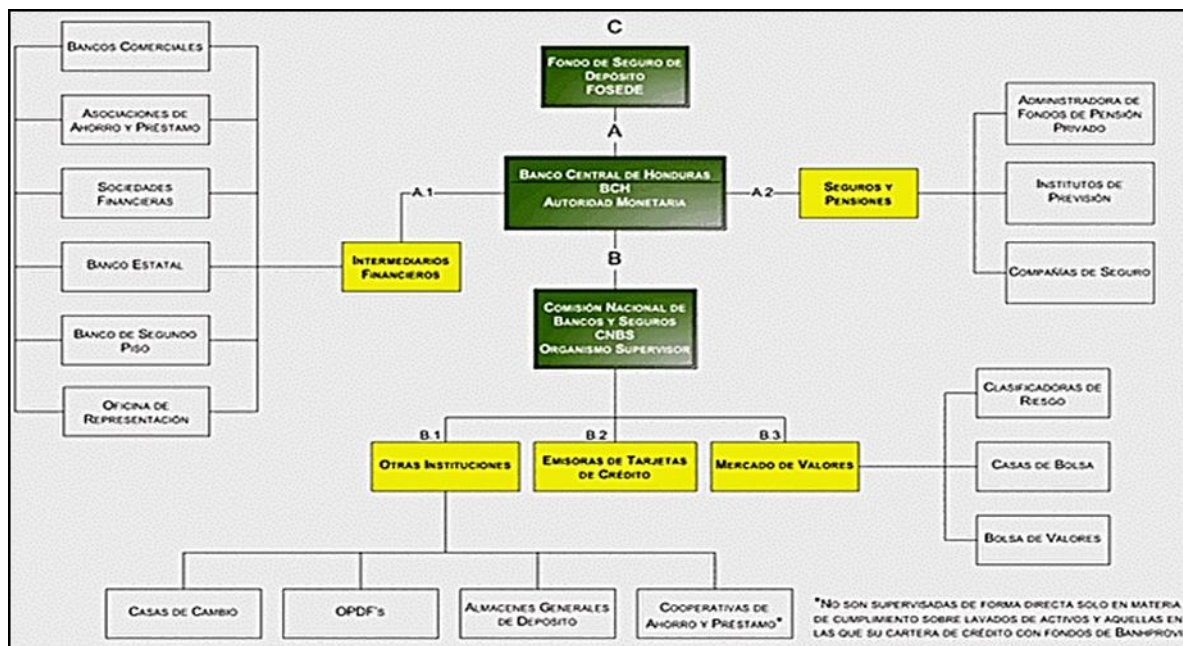 C
FONDO DE SEGURO DE
DEPÓSITO
FOSEDE
A
BANCO CENTRAL DE HONDURAS
BCH
AUTORIDAD MONETARIA
A.1
A.2
INTERMEDIARIOS
FINANCIEROS
BANCOS COMERCIALES
ASOCIACIONES DE
AHORRO Y PRÉSTAMO
SOCIEDADES
FINANCIERAS
BANCO ESTATAL
BANCO DE SEGUNDO
PISO
OFICINA DE
REPRESENTACIÓN
SEGUROS Y
PENSIONES
ADMINISTRADORA DE
FONDOS DE PENSIÓN
PRIVADO
INSTITUTOS DE
PREVISIÓN
COMPAÑÍAS DE SEGURO
B
COMISIÓN NACIONAL DE
BANCOS Y SEGUROS
CNBS
ORGANISMO SUPERVISOR
B.1
B.2
B.3
OTRAS INSTITUCIONES
EMISORAS DE TARJETAS
DE CRÉDITO
MERCADO DE VALORES
CLASIFICADORAS DE
RIESGO
CASAS DE BOLSA
BOLSA DE VALORES
CASAS DE CAMBIO
OPDF'S
ALMACENES GENERALES
DE DEPÓSITO
COOPERATIVAS DE
AHORRO Y PRÉSTAMO*
*NO SON SUPERVISADAS DE FORMA DIRECTA SOLO EN MATERIA
DE CUMPLIMIENTO SOBRE LAVADOS DE ACTIVOS Y AQUELLAS EN
LAS QUE SU CARTERA DE CRÉDITO CON FONDOS DE BANHPROVI